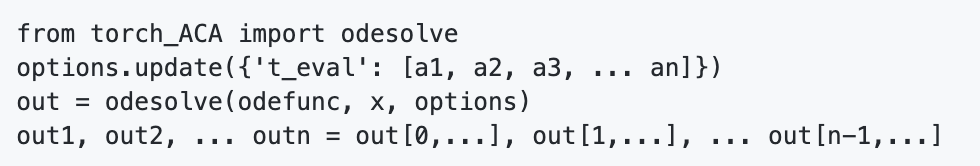 from torch_ACA import odesolve
options.update({'t_eval': [a1, a2, a3, ... an]})
out = odesolve(odefunc, x, options)
out1, out2, ... outn = out[0,...], out[1,...], ... out[n-1,...]